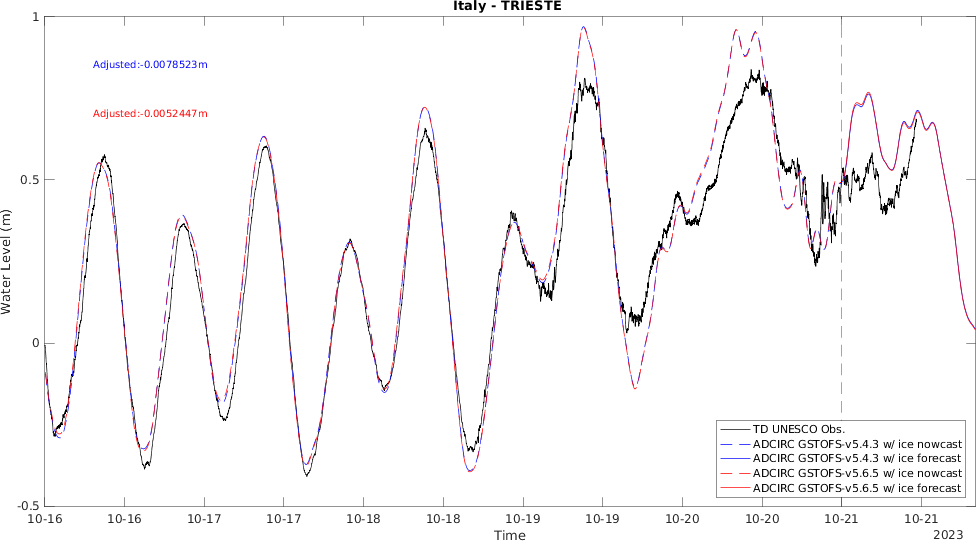 Italy - TRIESTE
Adjusted:-0.0078523m
Adjusted:-0.0052447m
Water Level (m)
1
0.5
0
-0.5
10-16 10-16 10-17 10-17 10-18 10-18 10-19 10-19 10-20 10-20 10-21 10-21
2023
Time
TD UNESCO Obs.
ADCIRC GSTOFS-v5.4.3 w/ ice nowcast
ADCIRC GSTOFS-v5.4.3 w/ ice forecast
ADCIRC GSTOFS-v5.6.5 w/ ice nowcast
ADCIRC GSTOFS-v5.6.5 w/ ice forecast